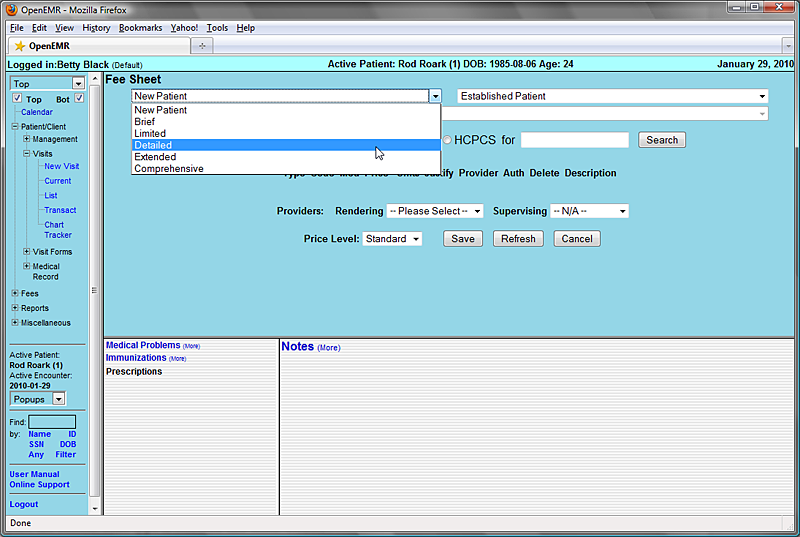 OpenEMR - Mozilla Firefox
File Edit View History Bookmarks Yahoo! Tools Help
OpenEMR
Logged in:Betty Black (Default)
Active Patient: Rod Roark (1) DOB: 1985-08-06 Age: 24
January 29, 2010
Top
Top Bot
Calendar
Patient/Client
Management
Visits
New Visit
Current
List
Transact
Chart
Tracker
Visit Forms
Medical
Record
Fees
Reports
Miscellaneous
Active Patient:
Rod Roark (1)
Active Encounter:
2010-01-29
Popups
Find:
by: Name ID
SSN DOB
Any Filter
User Manual
Online Support
Logout
Fee Sheet
New Patient
Established Patient
New Patient
Brief
Limited
Detailed
Extended
Comprehensive
HCPCS for
Search
Provider Auth Delete Description
Providers: Rendering -- Please Select -- Supervising -- N/A --
Price Level: Standard Save Refresh Cancel
Medical Problems (More)
Immunizations (More)
Prescriptions
Notes (More)
Done